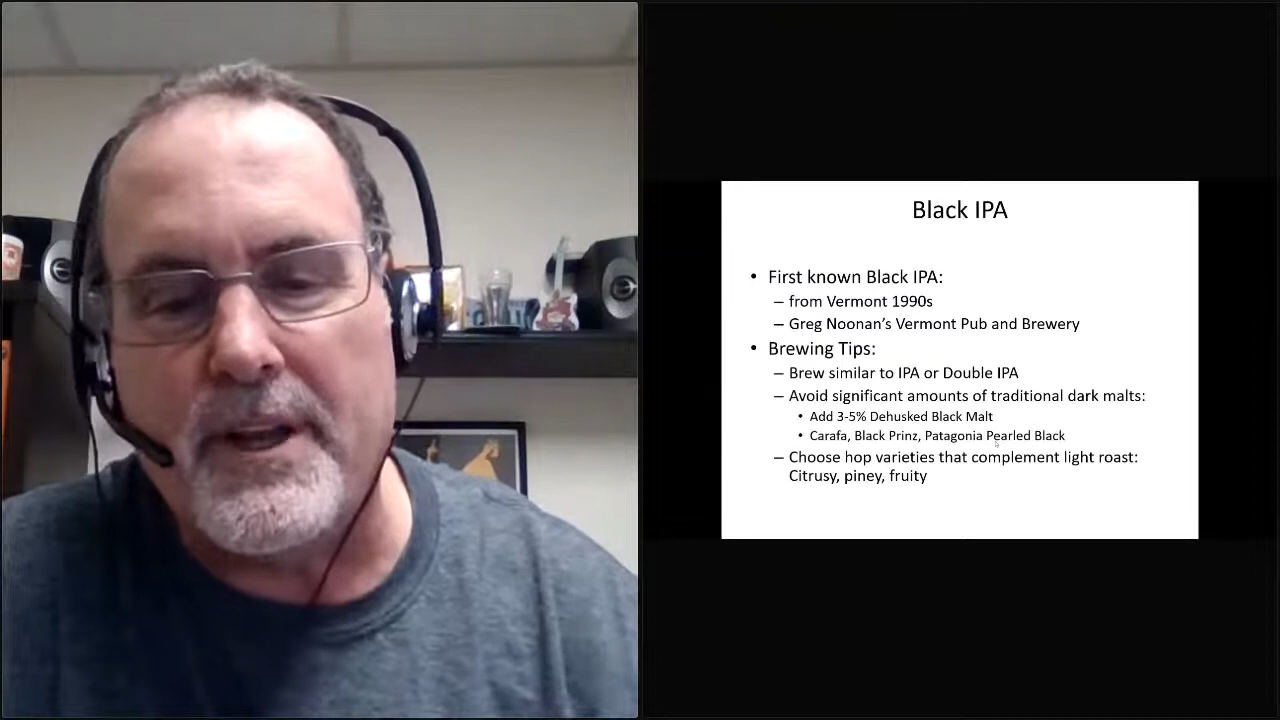 Black IPA
• First known Black IPA:
– from Vermont 1990s
– Greg Noonan’s Vermont Pub and Brewery
• Brewing Tips:
– Brew similar to IPA or Double IPA
– Avoid significant amounts of traditional dark malts:
• Add 3-5% Dehusked Black Malt
• Carafa, Black Prinz, Patagonia Pearled Black
– Choose hop varieties that complement light roast:
Citrusy, piney, fruity